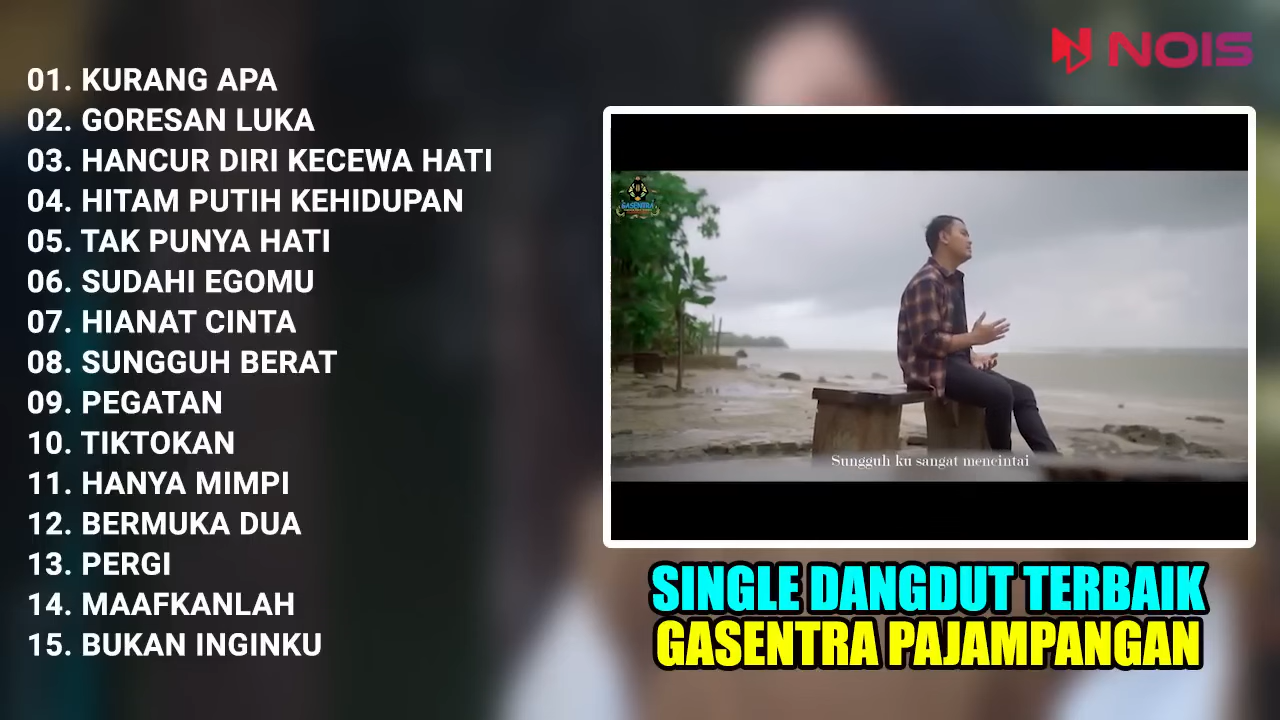 NOIS
01. KURANG APA
02. GORESAN LUKA
03. HANCUR DIRI KECEWA HATI
04. HITAM PUTIH KEHIDUPAN
05. TAK PUNYA HATI
06. SUDAHI EGOMU
07. HIANAT CINTA
08. SUNGGUH BERAT
09. PEGATAN
10. TIKTOKAN
11. HANYA MIMPI
12. BERMUKA DUA
13. PERGI
14. MAAFKANLAH
15. BUKAN INGINKU
GASENTRA
Sungguh ku sangat mencintai
SINGLE DANGDUT TERBAIK
GASENTRA PAJAMPANGAN